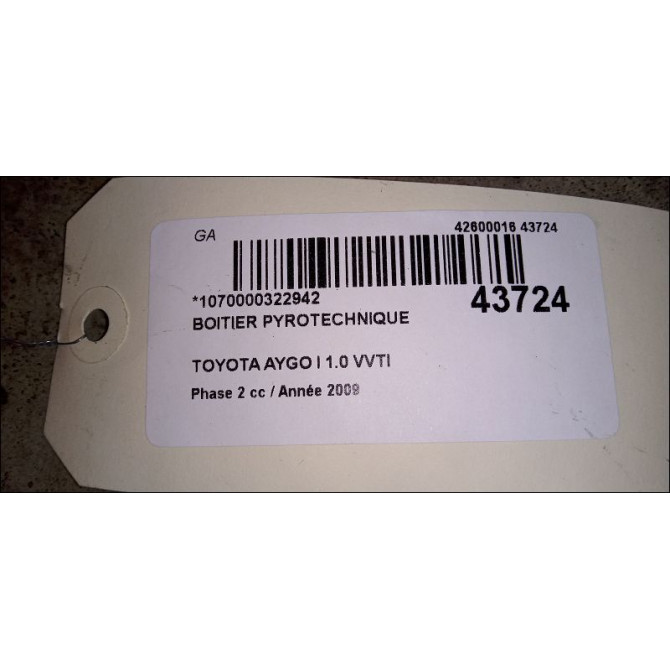 GA
42600016 43724
*1070000322942
43724
BOITIER PYROTECHNIQUE
TOYOTA AYGO I 1.0 VVTI
Phase 2 cc / Année 2009